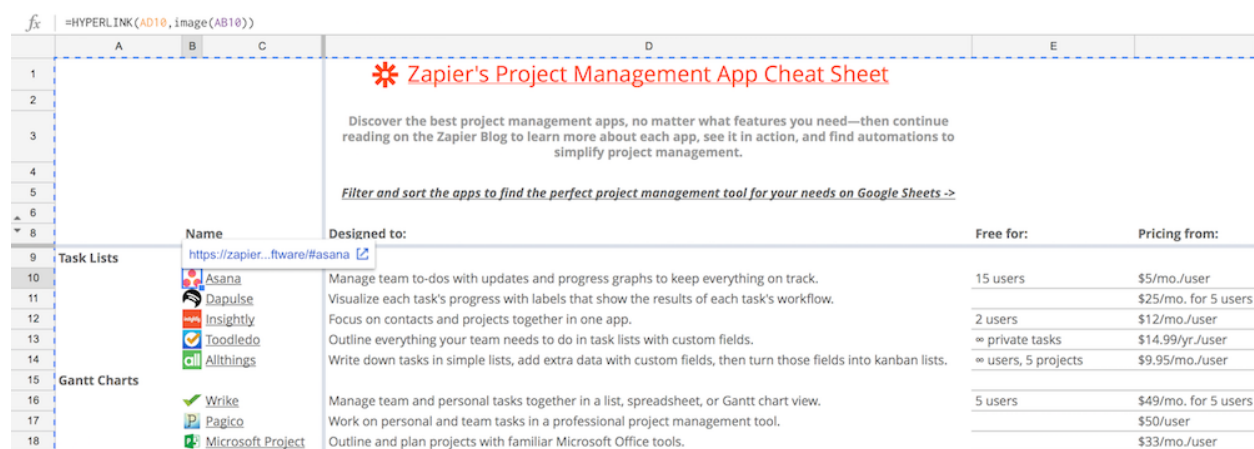 fx =HYPERLINK(AD10,image(AB10))
A B C D E
1 Zapier's Project Management App Cheat Sheet
2
3 Discover the best project management apps, no matter what features you need—then continue
reading on the Zapier Blog to learn more about each app, see it in action, and find automations to
simplify project management.
4
5 Filter and sort the apps to find the perfect project management tool for your needs on Google Sheets ->
6
8 Name Designed to: Free for: Pricing from:
9 Task Lists https://zapier...ftware/#asana
10 Asana Manage team to-dos with updates and progress graphs to keep everything on track. 15 users $5/mo./user
11 Dapulse Visualize each task's progress with labels that show the results of each task's workflow. $25/mo. for 5 users
12 insightly Insightly Focus on contacts and projects together in one app. 2 users $12/mo./user
13 Toodledo Outline everything your team needs to do in task lists with custom fields. ∞ private tasks $14.99/yr./user
14 all Allthings Write down tasks in simple lists, add extra data with custom fields, then turn those fields into kanban lists. ∞ users, 5 projects $9.95/mo./user
15 Gantt Charts
16 Wrike Manage team and personal tasks together in a list, spreadsheet, or Gantt chart view. 5 users $49/mo. for 5 users
17 Pagico Work on personal and team tasks in a professional project management tool. $50/user
18 Microsoft Project Outline and plan projects with familiar Microsoft Office tools. $33/mo./user